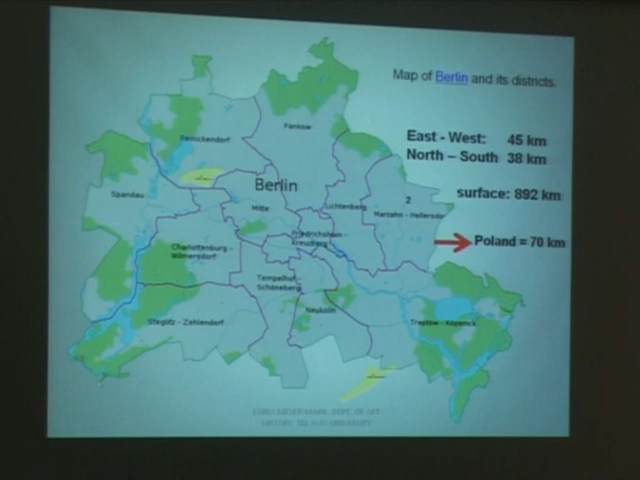 Map of Berlin and its districts.
East - West: 45 km
North – South 38 km
surface: 892 km
Poland = 70 km
Reinickendorf
Pankow
Berlin
Spandau
Mitte
Lichtenberg
2
Marzahn - Hellersdorf
Friedrichshain -
Kreuzberg
Charlottenburg -
Wilmersdorf
Tempelhof -
Schöneberg
Neukölln
Steglitz - Zehlendorf
Treptow - Köpenick